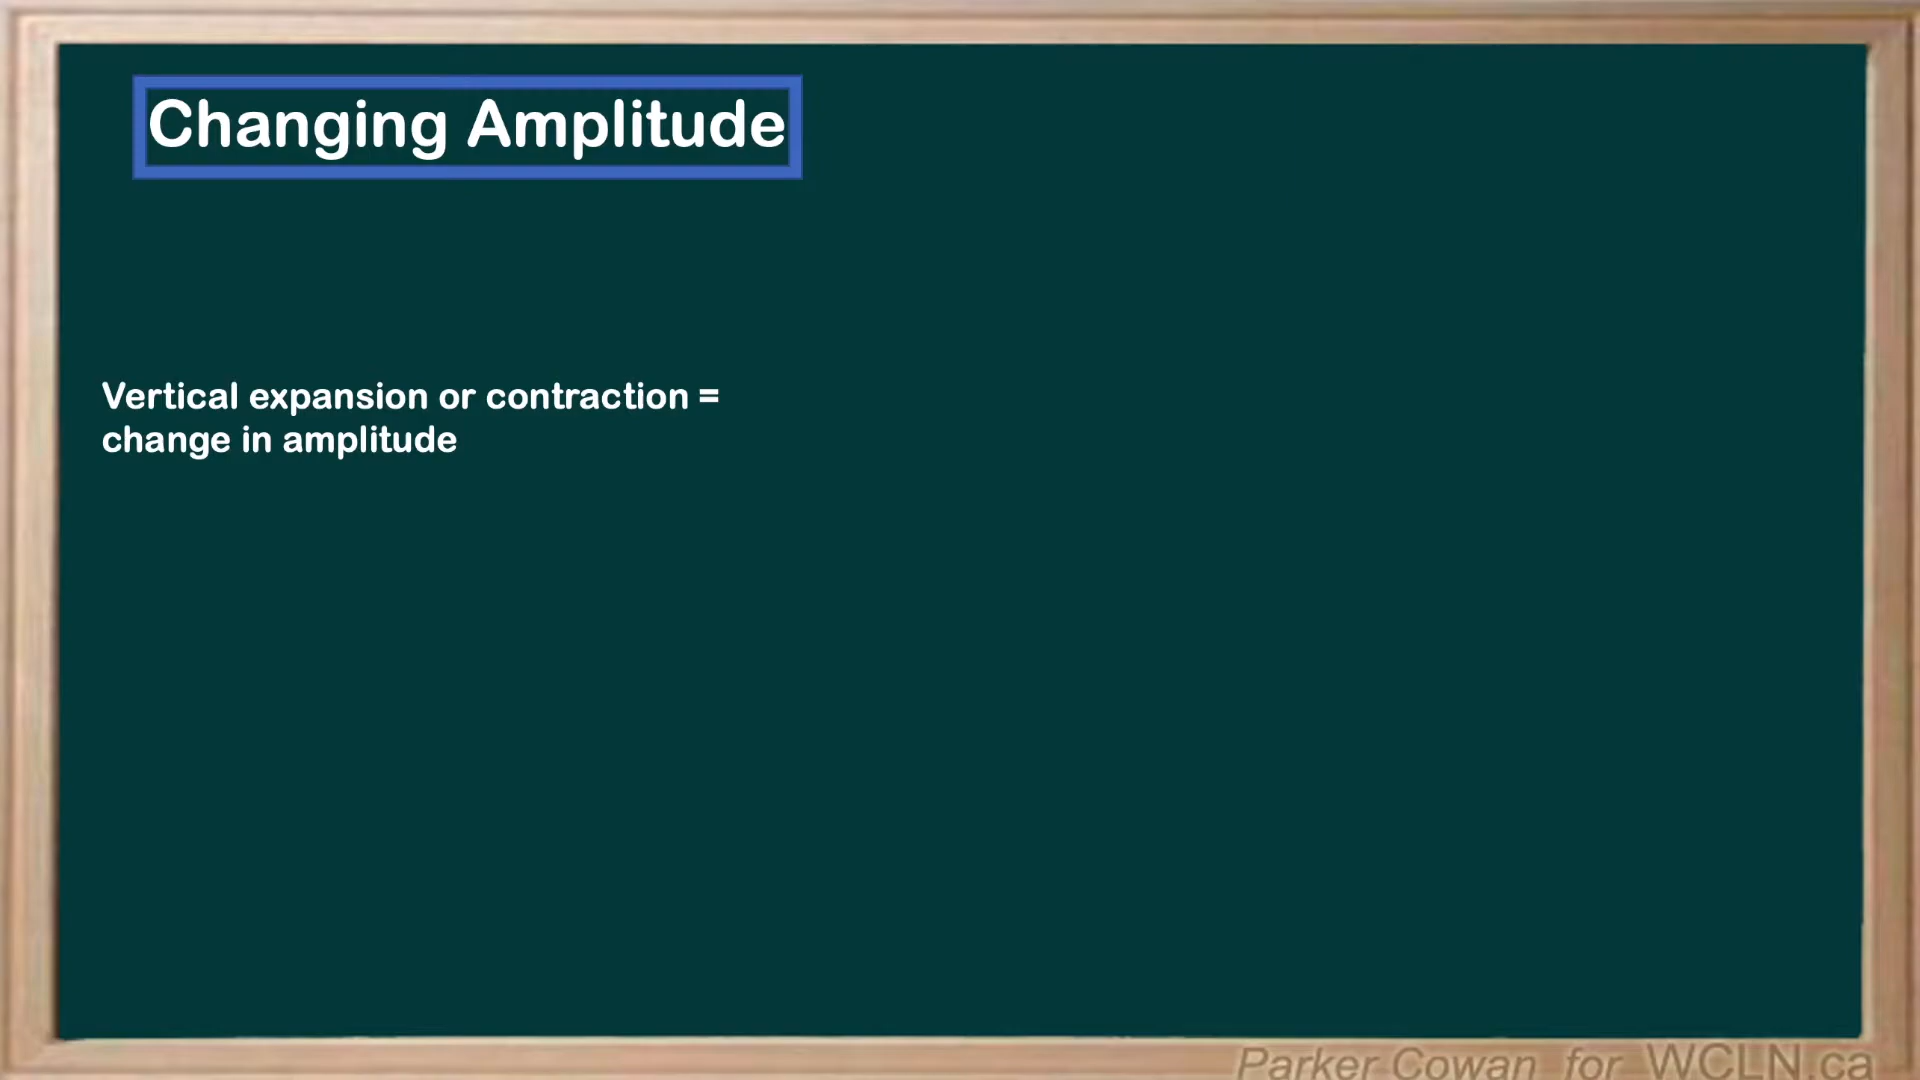 Changing Amplitude
Vertical expansion or contraction =
change in amplitude
Parker Cowan for WCLN.ca